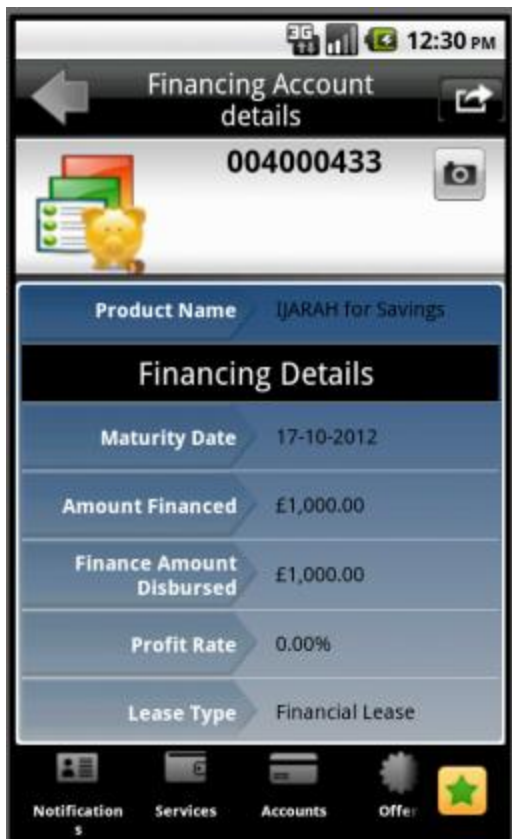 3G 12:30 PM
Financing Account
details
004000433
Product Name IJARAH for Savings
Financing Details
Maturity Date 17-10-2012
Amount Financed £1,000.00
Finance Amount
Disbursed £1,000.00
Profit Rate 0.00%
Lease Type Financial Lease
Notification
s
Services
Accounts
Offer